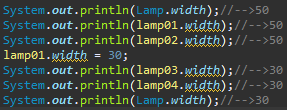 System.out.println(Lamp.width);//-->50
System.out.println(lamp01.width);//-->50
System.out.println(lamp02.width);//-->50
lamp01.width = 30;
System.out.println(lamp03.width);//-->30
System.out.println(lamp04.width);//-->30
System.out.println(Lamp.width);//-->30